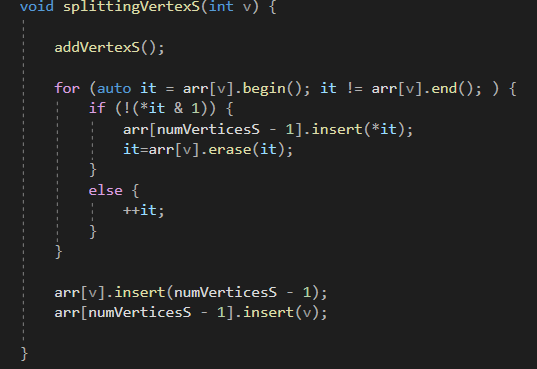 void splittingVertexS(int v) {
addVertexS();
for (auto it = arr[v].begin(); it != arr[v].end(); ) {
if (!(*it & 1)) {
arr[numVerticesS - 1].insert(*it);
it=arr[v].erase(it);
}
else {
++it;
}
}
arr[v].insert(numVerticesS - 1);
arr[numVerticesS - 1].insert(v);
}